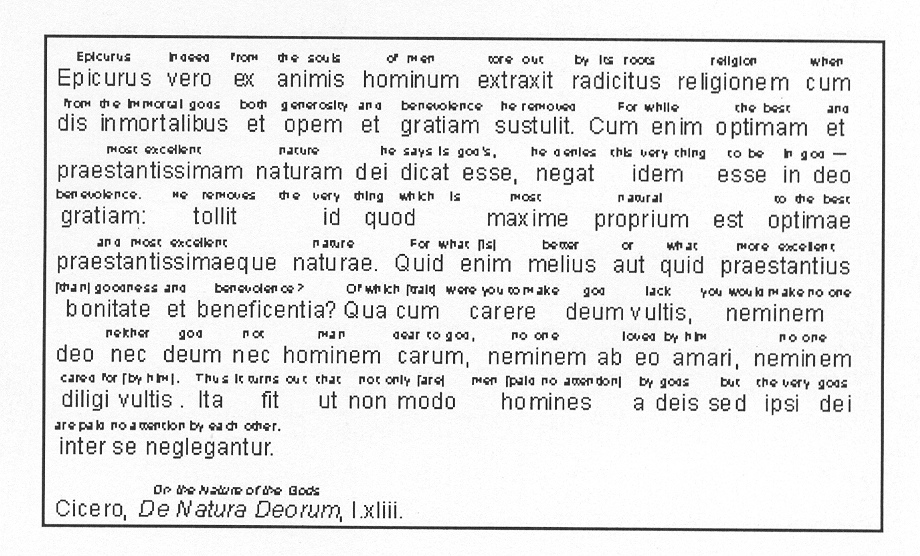 Epicurus indeed from the souls of men tore out by its roots religion when
Epicurus vero ex animis hominum extraxit radicitus religionem cum
from the immortal gods both generosity and benevolence he removed For while the best and
dis inmortalibus et opem et gratiam sustulit. Cum enim optimam et
most excellent nature he says is god's, he denies this very thing to be in god —
praestantissimam naturam dei dicat esse, negat idem esse in deo
benevolence. He removes the very thing which is most natural to the best
gratiam: tollit id quod maxime proprium est optimae
and most excellent nature For what [is] better or what more excellent
praestantissimaeque naturae. Quid enim melius aut quid praestantius
[than] goodness and benevolence? Of which [trait] were you to make god lack you would make no one
bonitate et beneficentia? Qua cum carere deum vultis, neminem
neither god not man dear to god, no one loved by him no one
deo nec deum nec hominem carum, neminem ab eo amari, neminem
cared for [by him]. Thus it turns out that not only [are] men [paid no attention] by gods but the very gods
diligi vultis. Ita fit ut non modo homines a deis sed ipsi dei
are paid no attention by each other.
inter se neglegantur.
On the Nature of the Gods
Cicero, De Natura Deorum, I.xliii.